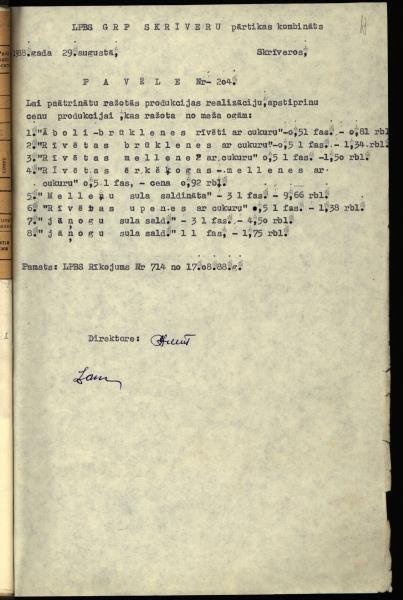 LPBS GRP SKRĪVERU pārtikas kombināts
1988.gada 29.augustā, Skrīveros,
P A V Ē L E Nr- 2o4.
Lai paātrinātu ražotās produkcijas realizāciju, apstiprinu
cenu produkcijai ,kas ražota no meža ogām:
1."Āboli-brūklenes rīvēti ar cukuru"-o,5l fas. - o,81 rbl
2."Rīvētas brūklenes ar cukuru"-o,5 l fas.- 1,34 rbl.
3."Rīvētas mellenes ar cukuru" o,5 l fas -1,5o rbl.
4."Rīvētas ērkšķogas-mellenes ar
cukuru" o,5 l fas, - cena o,92 rbl.
5."Melleņu sula saldināta" - 3 l fas.- 9,66 rbl.
6."Rīvētas upenes ar cukuru" o,5 l fas - 1,38 rbl.
7."jāņogu sula sald."- 3 l fas.- 4,5o rbl.
8."jāņogu sula sald." 1 l fas, - 1,75 rbl.
Pamats: LPBS Rīkojums Nr 714 no 17.o8.88.g.
Direktore: